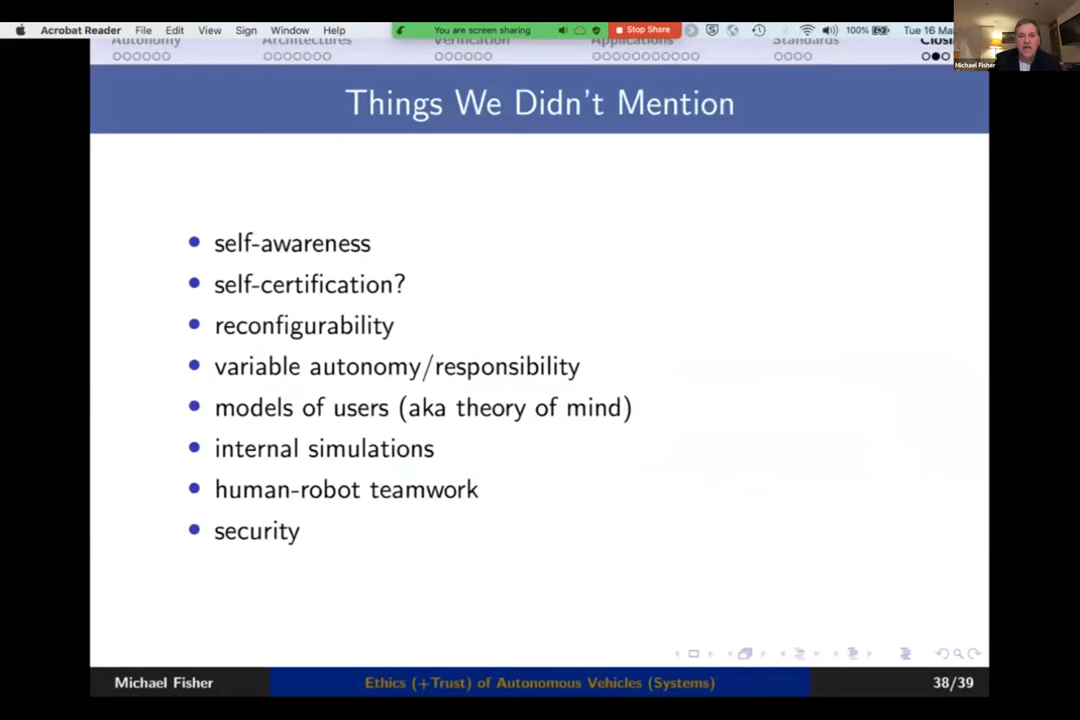 Acrobat Reader File Edit View Sign Window Help You are screen sharing Stop Share 100% Tue 16 Ma
Autonomy Architectures Verification Applications Standards Closi
Michael Fisher
Things We Didn't Mention
self-awareness
self-certification?
reconfigurability
variable autonomy/responsibility
models of users (aka theory of mind)
internal simulations
human-robot teamwork
security
Michael Fisher Ethics (+Trust) of Autonomous Vehicles (Systems) 38/39